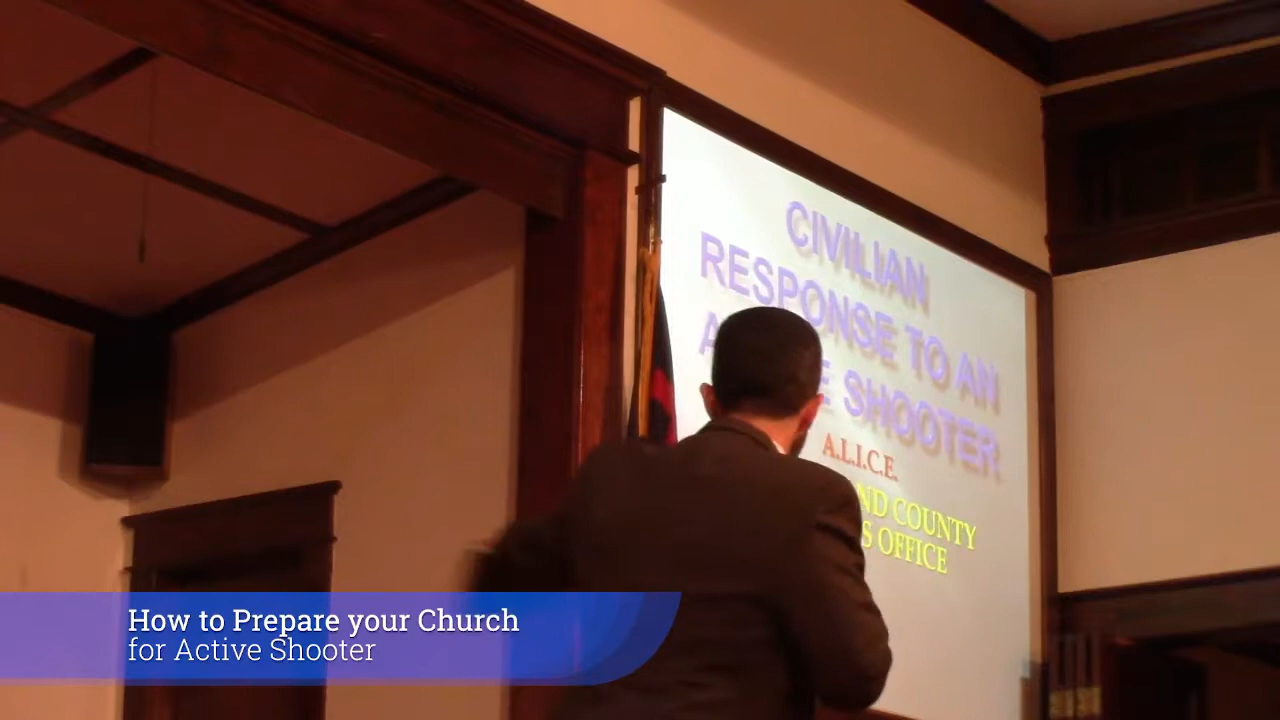 CIVILIAN
RESPONSE TO AN
SHOOTER
A.L.I.C.E.
COUNTY
OFFICE
How to Prepare your Church
for Active Shooter